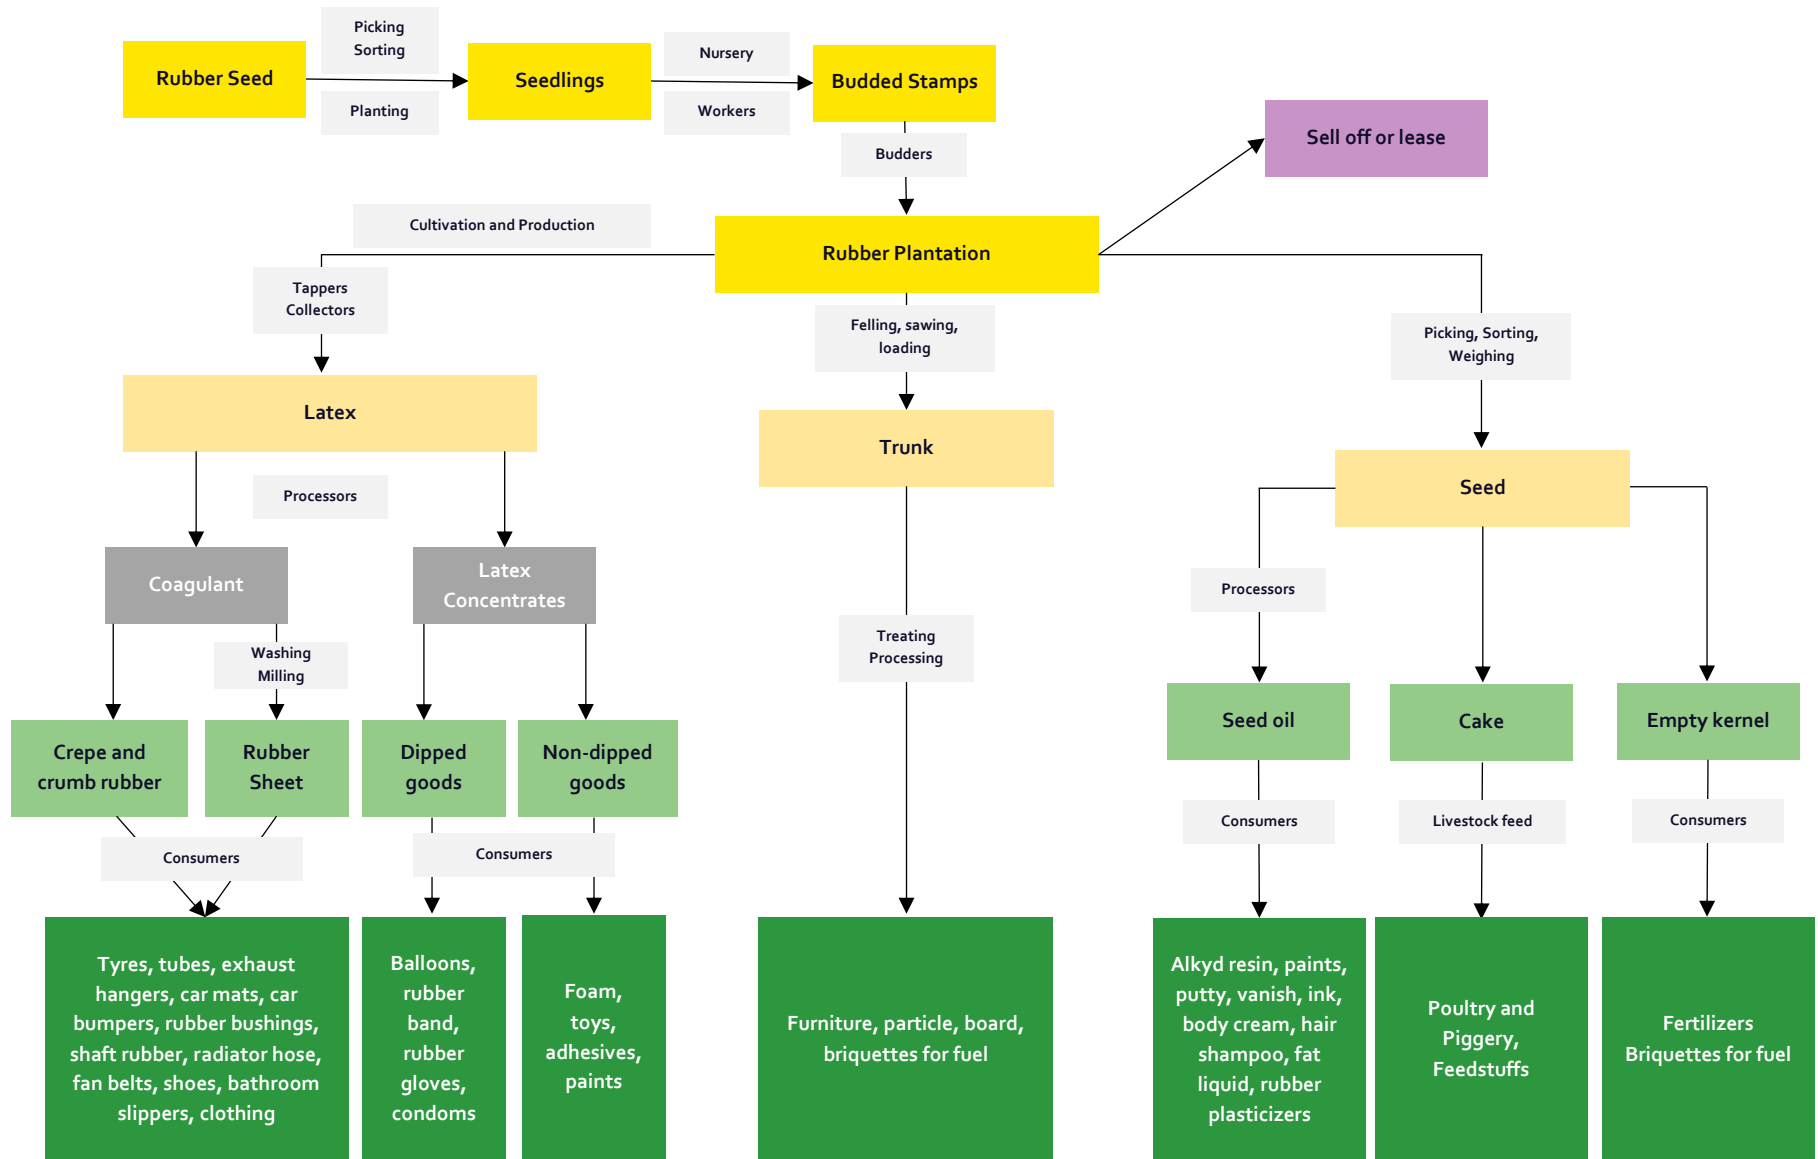 Picking
Sorting
Rubber Seed
Seedlings
Nursery
Budded Stamps
Planting
Workers
Sell off or lease
Budders
Cultivation and Production
Rubber Plantation
Tappers
Collectors
Felling, sawing,
loading
Picking, Sorting,
Weighing
Latex
Trunk
Seed
Processors
Coagulant
Latex
Concentrates
Processors
Washing
Milling
Treating
Processing
Crepe and
crumb rubber
Rubber
Sheet
Dipped
goods
Non-dipped
goods
Seed oil
Cake
Empty kernel
Consumers
Consumers
Consumers
Livestock feed
Consumers
Tyres, tubes, exhaust
hangers, car mats, car
bumpers, rubber bushings,
shaft rubber, radiator hose,
fan belts, shoes, bathroom
slippers, clothing
Balloons,
rubber
band,
rubber
gloves,
condoms
Foam,
toys,
adhesives,
paints
Furniture, particle, board,
briquettes for fuel
Alkyd resin, paints,
putty, vanish, ink,
body cream, hair
shampoo, fat
liquid, rubber
plasticizers
Poultry and
Piggery,
Feedstuffs
Fertilizers
Briquettes for fuel